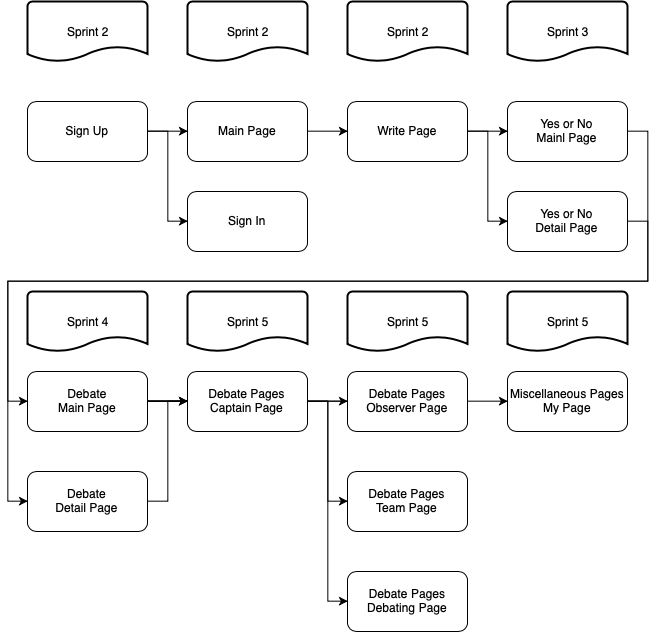 Sprint 2
Sprint 2
Sprint 2
Sprint 3
Sign Up
Main Page
Write Page
Yes or No
MainI Page
Sign In
Yes or No
Detail Page
Sprint 4
Sprint 5
Sprint 5
Sprint 5
Debate
Main Page
Debate Pages
Captain Page
Debate Pages
Observer Page
Miscellaneous Pages
My Page
Debate
Detail Page
Debate Pages
Team Page
Debate Pages
Debating Page